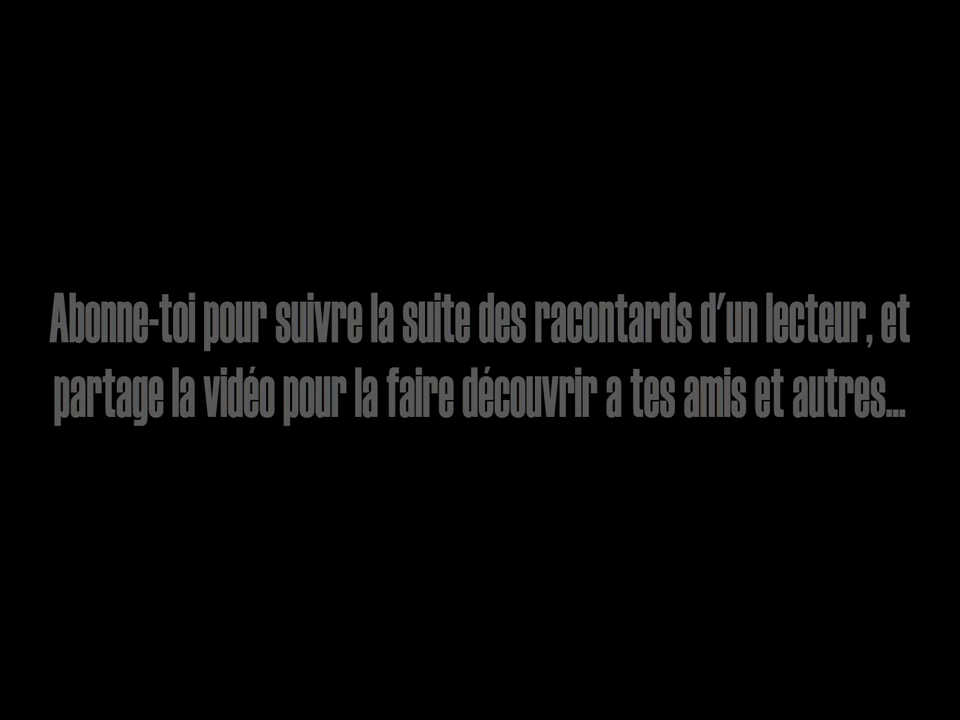 Abonne-toi pour suivre la suite des racontards d'un lecteur, et
partage la vidéo pour la faire découvrir a tes amis et autres...